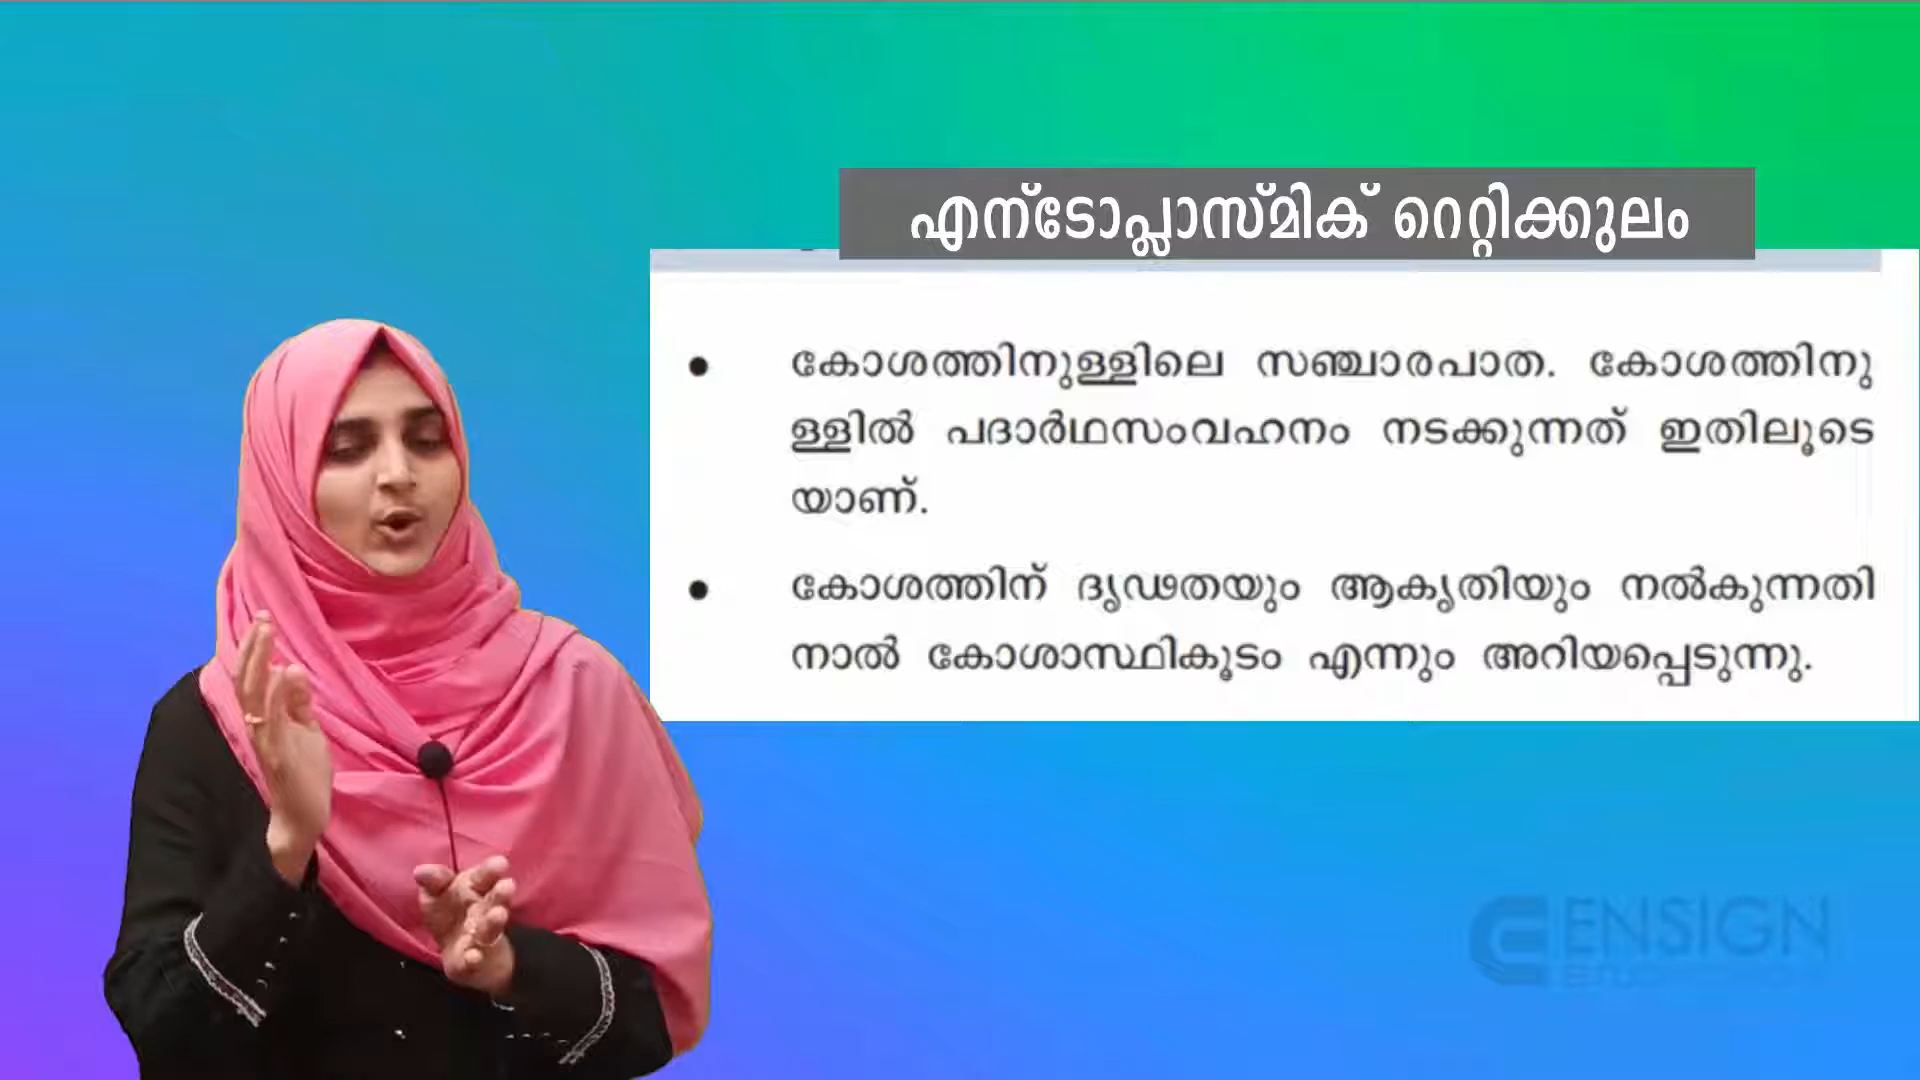 എന്ടോപ്ലാസ്മിക് റെറ്റിക്കുലം
• കോശത്തിനുള്ളിലെ സഞ്ചാരപാത. കോശത്തിനു
ള്ളിൽ പദാർഥസംവഹനം നടക്കുന്നത് ഇതിലൂടെ
യാണ്.
• കോശത്തിന് ദൃഢതയും ആകൃതിയും നൽകുന്നതി
നാൽ കോശാസ്ഥികൂടം എന്നും അറിയപ്പെടുന്നു.
ENSIGN